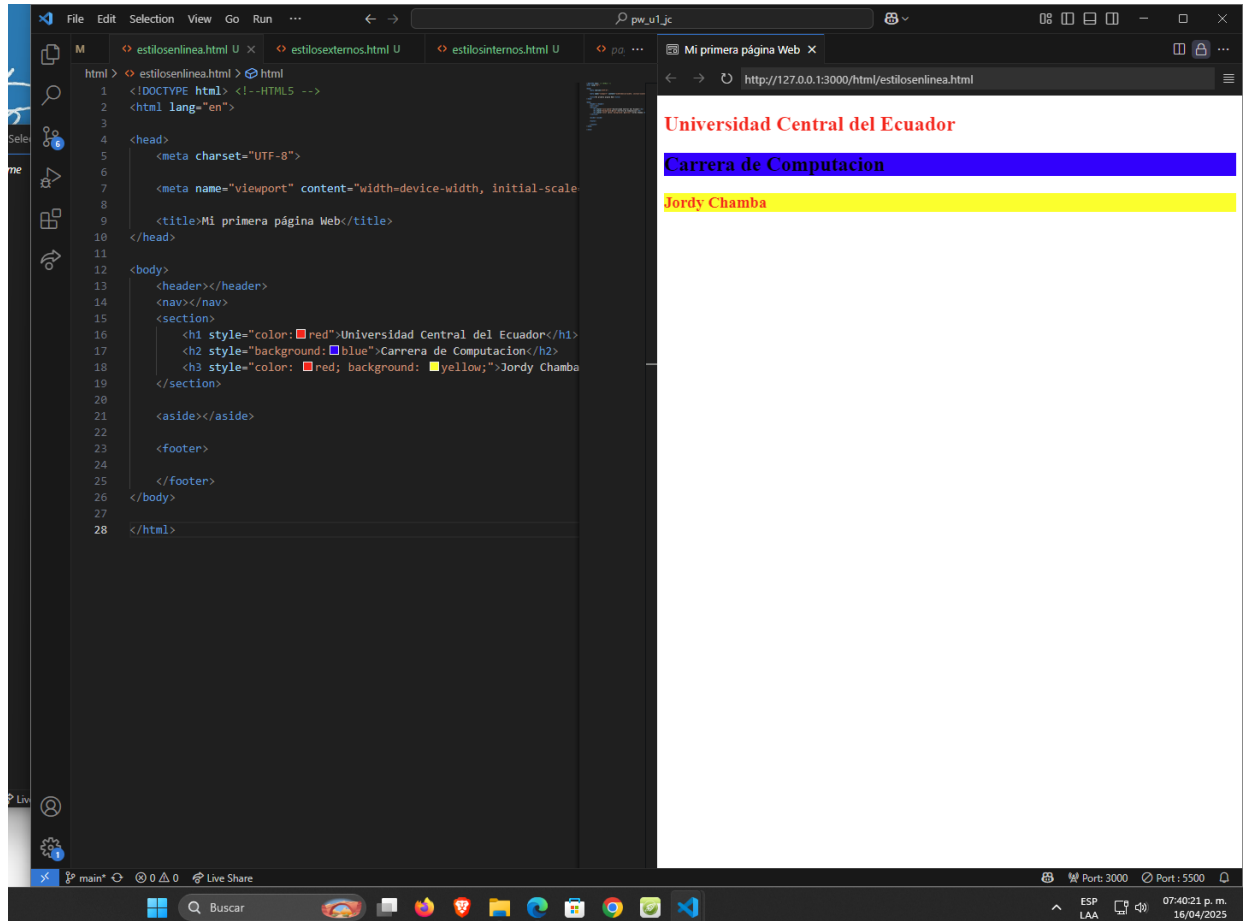 File Edit Selection View Go Run ··· pw_u1_jc
M estilosenlinea.html U estilosexternos.html U estilosinternos.html U pa. ··· Mi primera página Web
html > estilosenlinea.html > html
http://127.0.0.1:3000/html/estilosenlinea.html
1 <!DOCTYPE html> <!--HTML5 -->
2 <html lang="en">
3
4 <head>
5 <meta charset="UTF-8">
6
7 <meta name="viewport" content="width=device-width, initial-scale-
8
9 <title>Mi primera página Web</title>
10 </head>
11
12 <body>
13 <header></header>
14 <nav></nav>
15 <section>
16 <h1 style="color:red">Universidad Central del Ecuador</h1>
17 <h2 style="background:blue">Carrera de Computacion</h2>
18 <h3 style="color: red; background: yellow;">Jordy Chamba
19 </section>
20
21 <aside></aside>
22
23 <footer>
24
25 </footer>
26 </body>
27
28 </html>
Universidad Central del Ecuador
Carrera de Computacion
Jordy Chamba
Sele
me
6
Liv
1
main* 0 0 Live Share Port: 3000 Port : 5500
Buscar
ESP
LAA
07:40:21 p. m.
16/04/2025